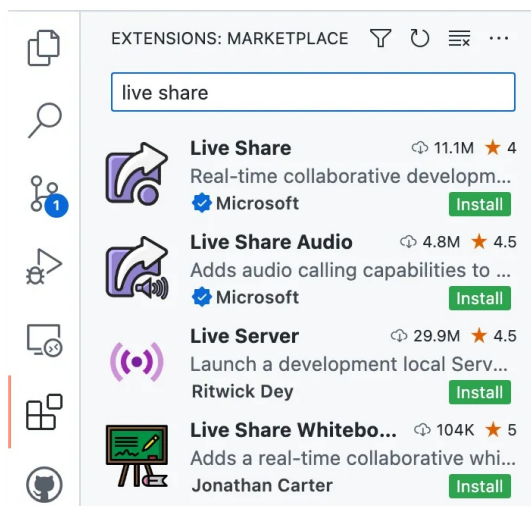 EXTENSIONS: MARKETPLACE
live share
Live Share 11.1M 4
Real-time collaborative developm...
Microsoft Install
1
Live Share Audio 4.8M 4.5
Adds audio calling capabilities to ...
Microsoft Install
Live Server 29.9M 4.5
Launch a development local Serv...
Ritwick Dey Install
Live Share Whitebo... 104K 5
Adds a real-time collaborative whi...
Jonathan Carter Install